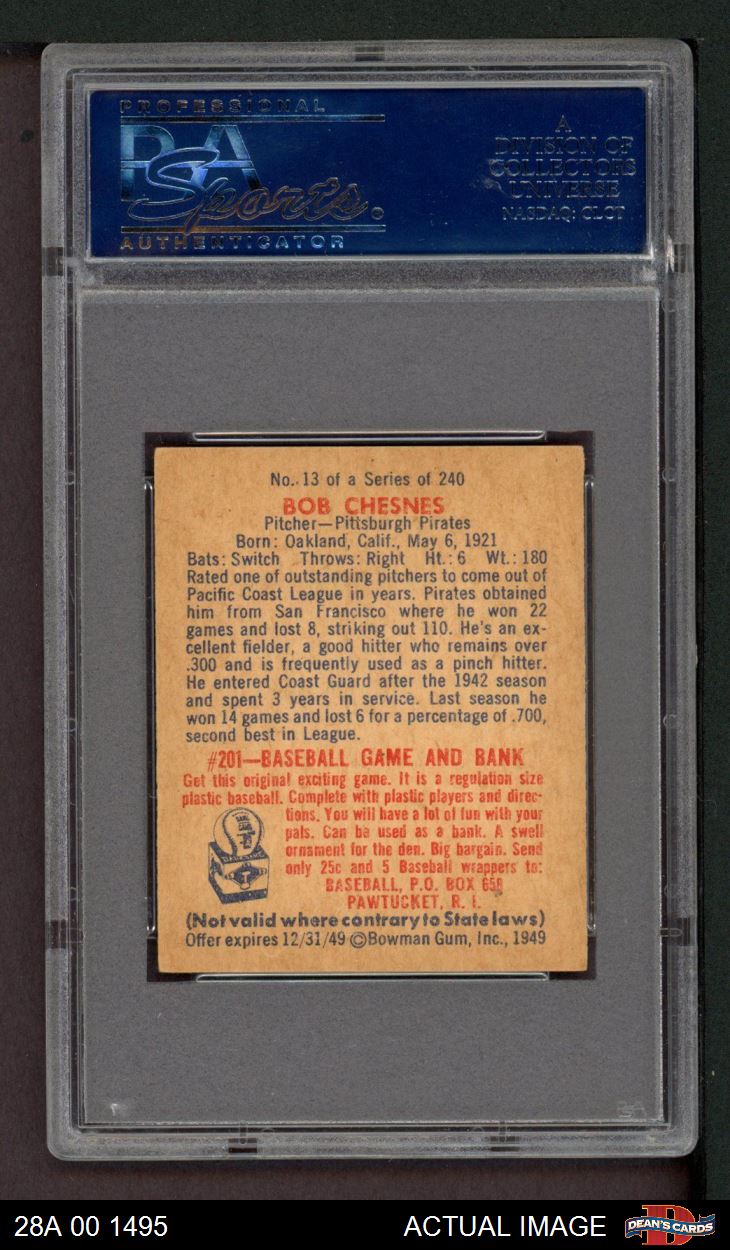 PROFESSIONAL
PSA
Sports
AUTHENTICATOR
A
DIVISION OF
COLLECTORS
UNIVERSE
NASDAQ: CLCT
No. 13 of a Series of 240
BOB CHESNES
Pitcher—Pittsburgh Pirates
Born: Oakland, Calif., May 6, 1921
Bats: Switch Throws: Right Ht.: 6 Wt.: 180
Rated one of outstanding pitchers to come out of
Pacific Coast League in years. Pirates obtained
him from San Francisco where he won 22
games and lost 8, striking out 110. He's an ex-
cellent fielder, a good hitter who remains over
.300 and is frequently used as a pinch hitter.
He entered Coast Guard after the 1942 season
and spent 3 years in service. Last season he
won 14 games and lost 6 for a percentage of .700,
second best in League.
#201—BASEBALL GAME AND BANK
Get this original exciting game. It is a regulation size
plastic baseball. Complete with plastic players and direc-
tions. You will have a lot of fun with your
pals. Can be used as a bank. A swell
ornament for the den. Big bargain. Send
only 25c and 5 Baseball wrappers to:
BASEBALL, P.O. BOX 658
PAWTUCKET, R. I.
(Not valid where contrary to State laws)
Offer expires 12/31/49 ©Bowman Gum, Inc., 1949
28A 00 1495
ACTUAL IMAGE
DEAN'S CARDS